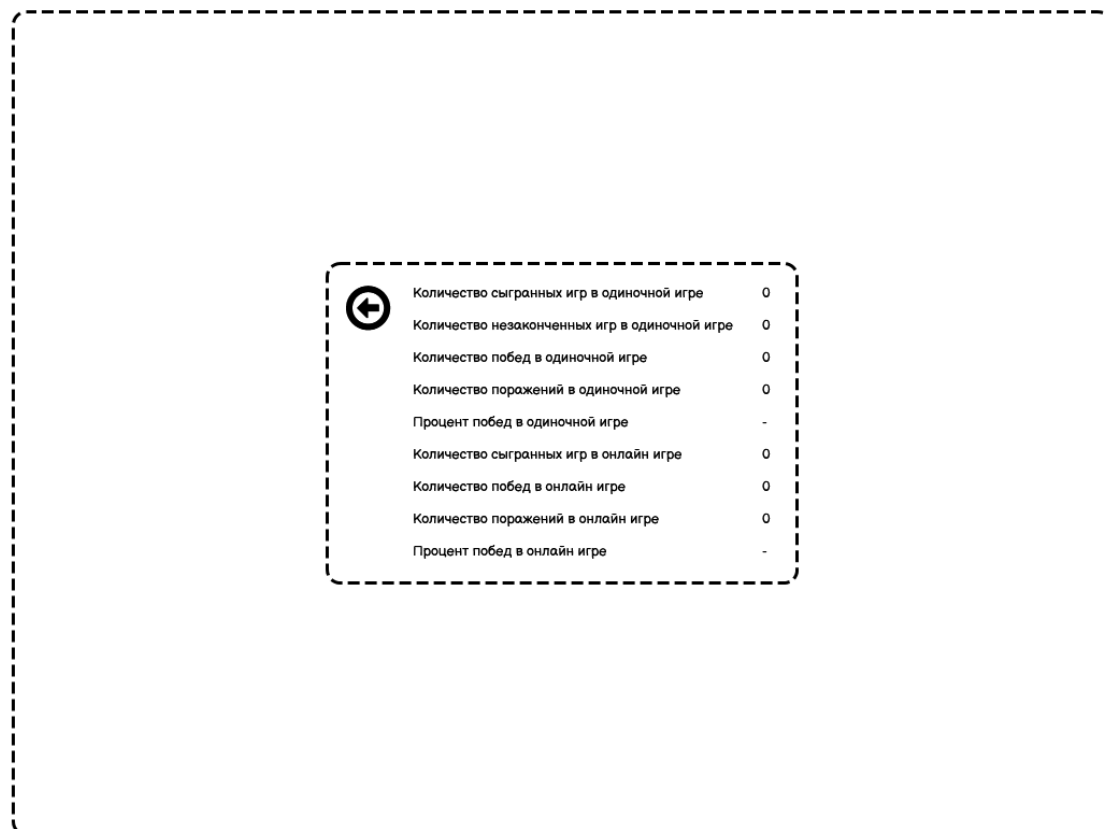 Количество сыгранных игр в одиночной игре 0
Количество незаконченных игр в одиночной игре 0
Количество побед в одиночной игре 0
Количество поражений в одиночной игре 0
Процент побед в одиночной игре -
Количество сыгранных игр в онлайн игре 0
Количество побед в онлайн игре 0
Количество поражений в онлайн игре 0
Процент побед в онлайн игре -